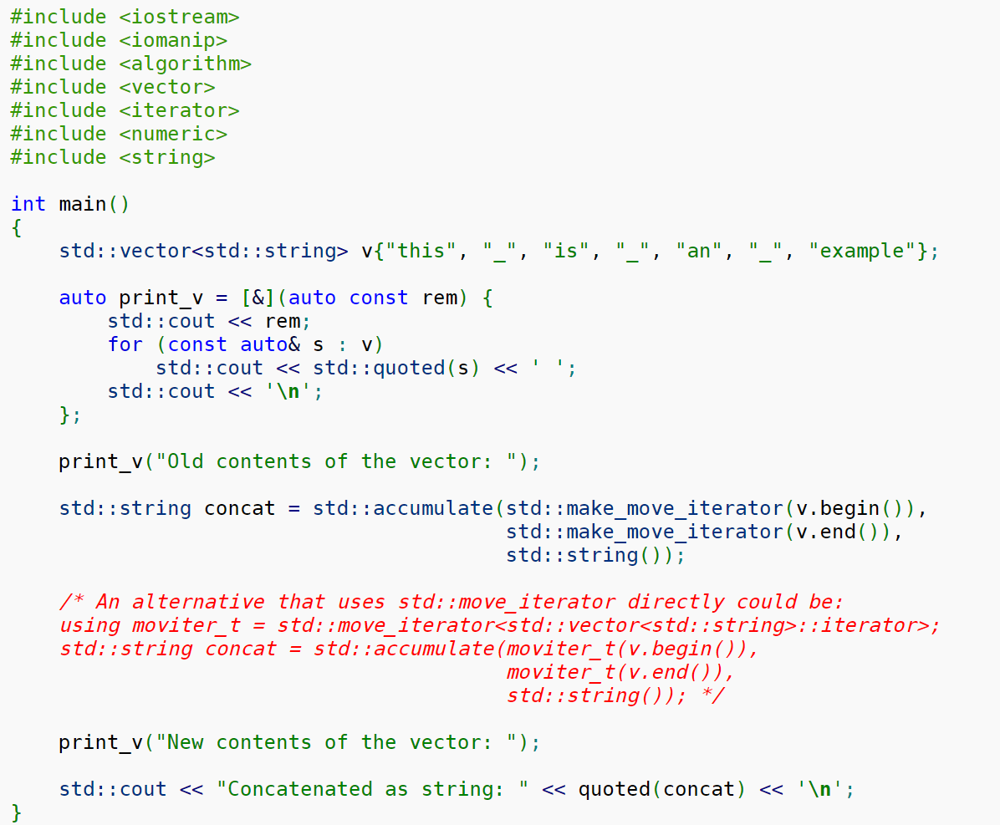 #include <iostream>
#include <iomanip>
#include <algorithm>
#include <vector>
#include <iterator>
#include <numeric>
#include <string>

int main()
{
    std::vector<std::string> v{"this", "_", "is", "_", "an", "_", "example"};

    auto print_v = [&](auto const rem) {
        std::cout << rem;
        for (const auto& s : v)
            std::cout << std::quoted(s) << ' ';
        std::cout << '\n';
    };

    print_v("Old contents of the vector: ");

    std::string concat = std::accumulate(std::make_move_iterator(v.begin()),
                                         std::make_move_iterator(v.end()),
                                         std::string());

    /* An alternative that uses std::move_iterator directly could be:
    using moviter_t = std::move_iterator<std::vector<std::string>::iterator>;
    std::string concat = std::accumulate(moviter_t(v.begin()),
                                         moviter_t(v.end()),
                                         std::string()); */

    print_v("New contents of the vector: ");

    std::cout << "Concatenated as string: " << quoted(concat) << '\n';
}